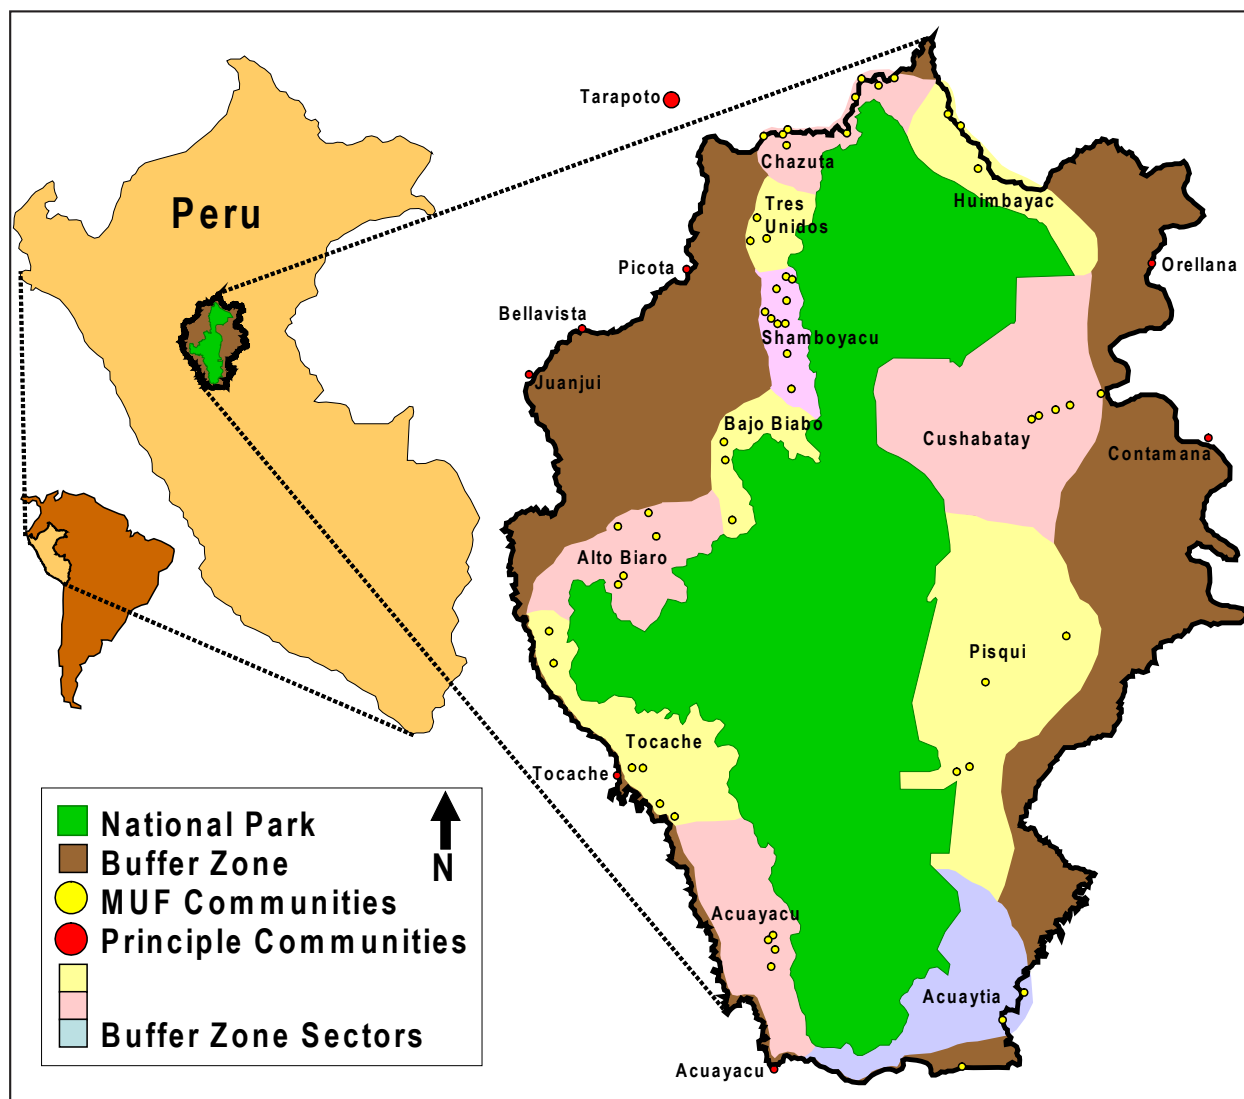 Tarapoto
Peru
Chazuta
Huimbayac
Tres
Unidos
Picota
Orellana
Bellavista
Shamboyacu
Juanjui
Bajo Biabo
Cushabatay
Contamana
Alto Biaro
Pisqui
Tocache
Tocache
National Park
Buffer Zone
N
MUF Communities
Principle Communities
Acuayacu
Acuaytia
Buffer Zone Sectors
Acuayacu